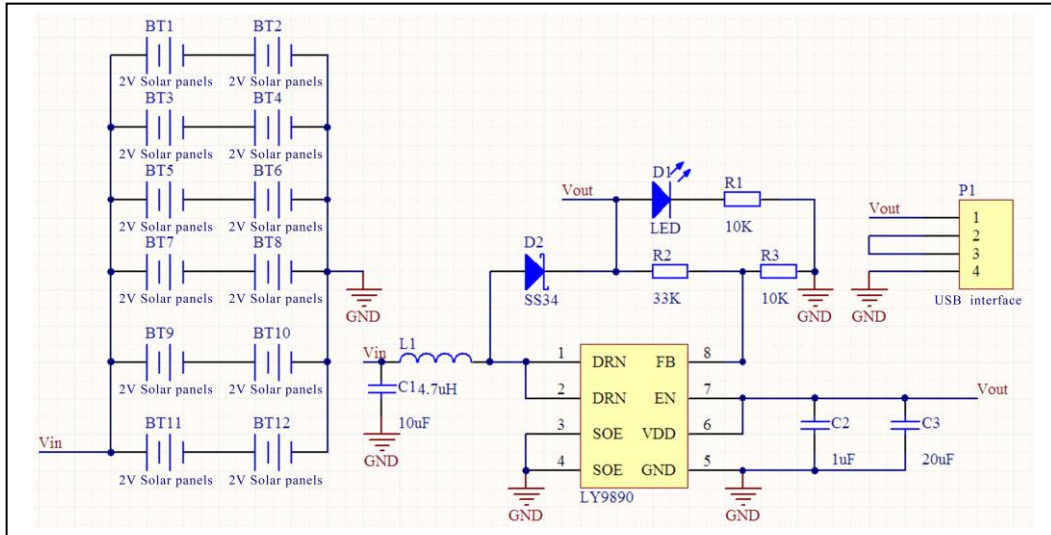 BT1 BT2
2V Solar panels 2V Solar panels
BT3 BT4
2V Solar panels 2V Solar panels
BT5 BT6
2V Solar panels 2V Solar panels
BT7 BT8
2V Solar panels 2V Solar panels
GND
BT9 BT10
2V Solar panels 2V Solar panels
BT11 BT12
Vin
2V Solar panels 2V Solar panels
Vout
D1
LED
R1
10K
D2
SS34
R2
33K
R3
10K
GND
P1
Vout
1
2
3
4
GND
USB interface
Vin
L1
4.7uH
C1
10uF
GND
1 DRN FB 8
2 DRN EN 7
3 SOE VDD 6
4 SOE GND 5
LY9890
GND
GND
Vout
C2
1uF
C3
20uF